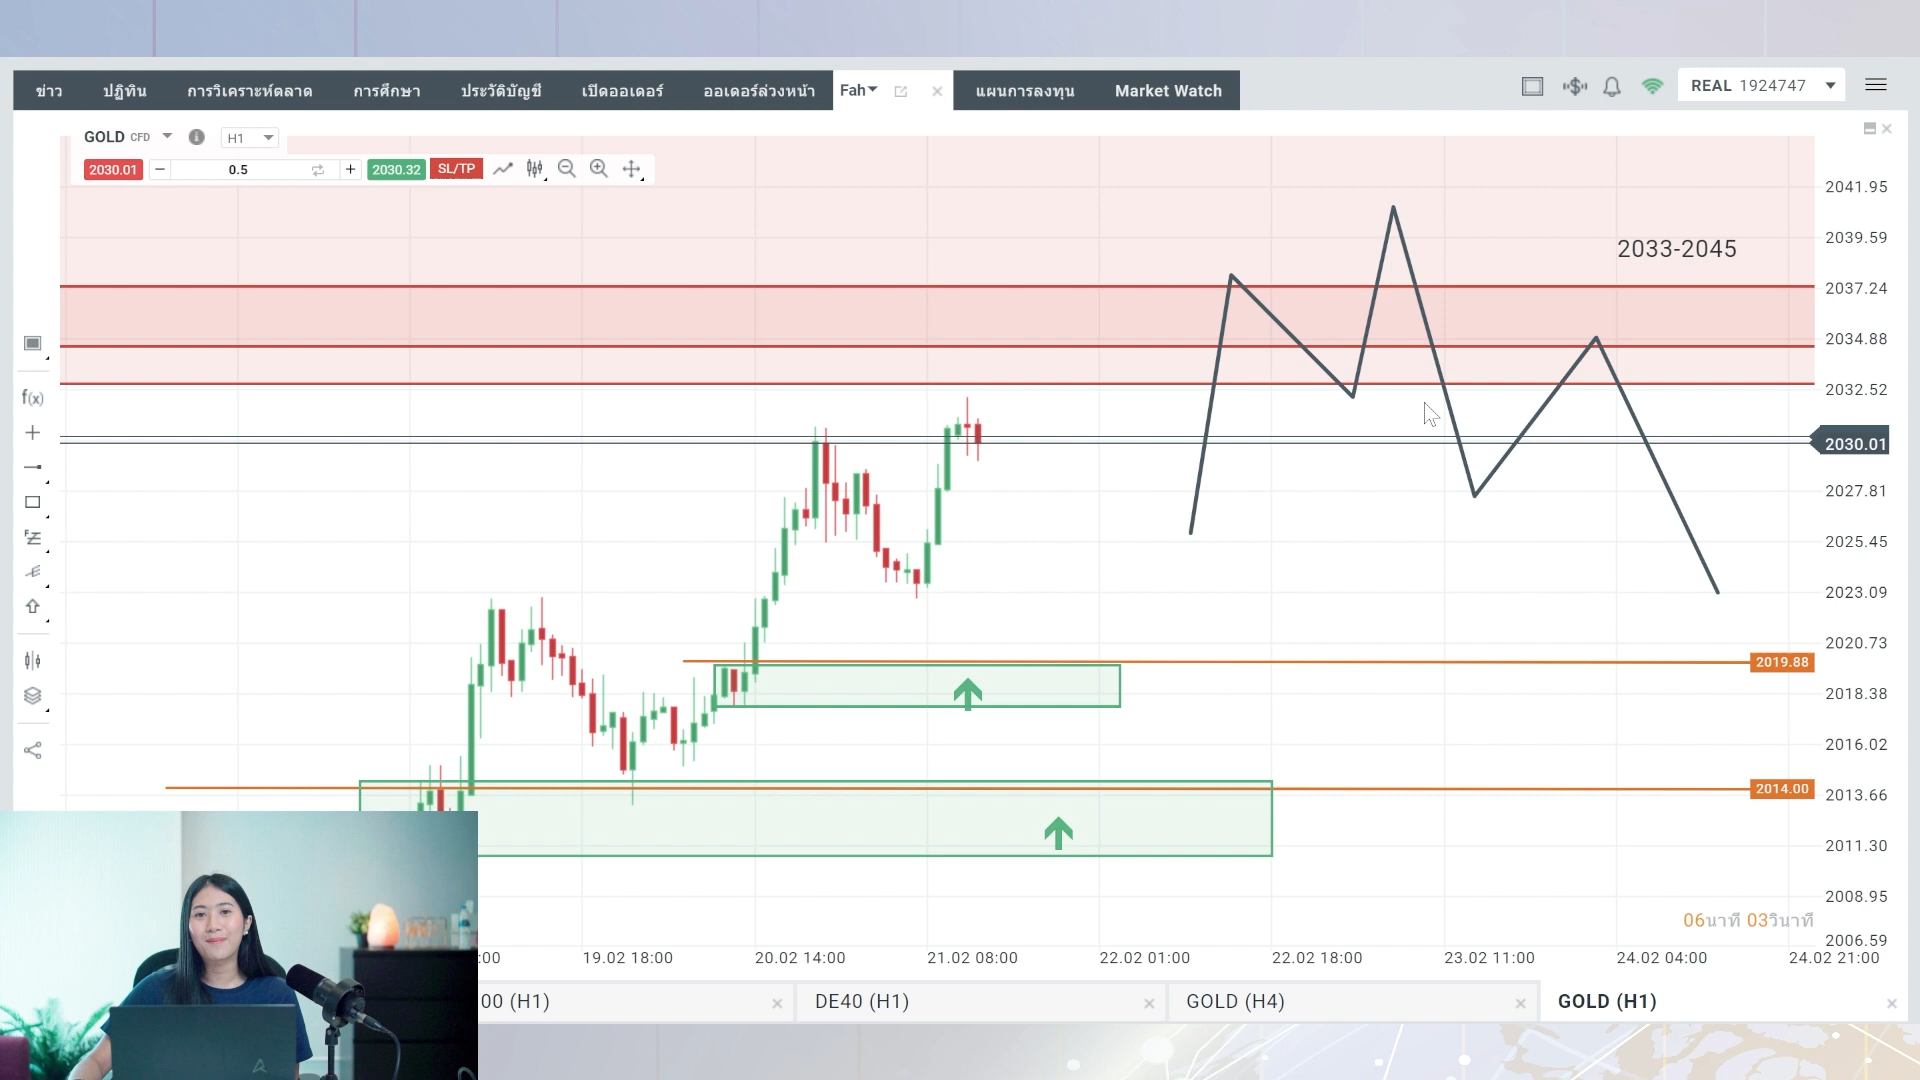 ข่าว ปฏิทิน การวิเคราะห์ตลาด การศึกษา ประวัติบัญชี เปิดออเดอร์ ออเดอร์ล่วงหน้า Fah แผนการลงทุน Market Watch REAL 1924747
GOLD CFD H1
2030.01 0.5 2030.32 SL/TP
2041.95
2033-2045
2039.59
2037.24
2034.88
f(x)
2032.52
2030.01
2027.81
2025.45
2023.09
2020.73
2019.88
2018.38
2016.02
2014.00
2013.66
2011.30
2008.95
06นาที 03วินาที
2006.59
:00 19.02 18:00 20.02 14:00 21.02 08:00 22.02 01:00 22.02 18:00 23.02 11:00 24.02 04:00 24.02 21:00
00 (H1) DE40 (H1) GOLD (H4) GOLD (H1)